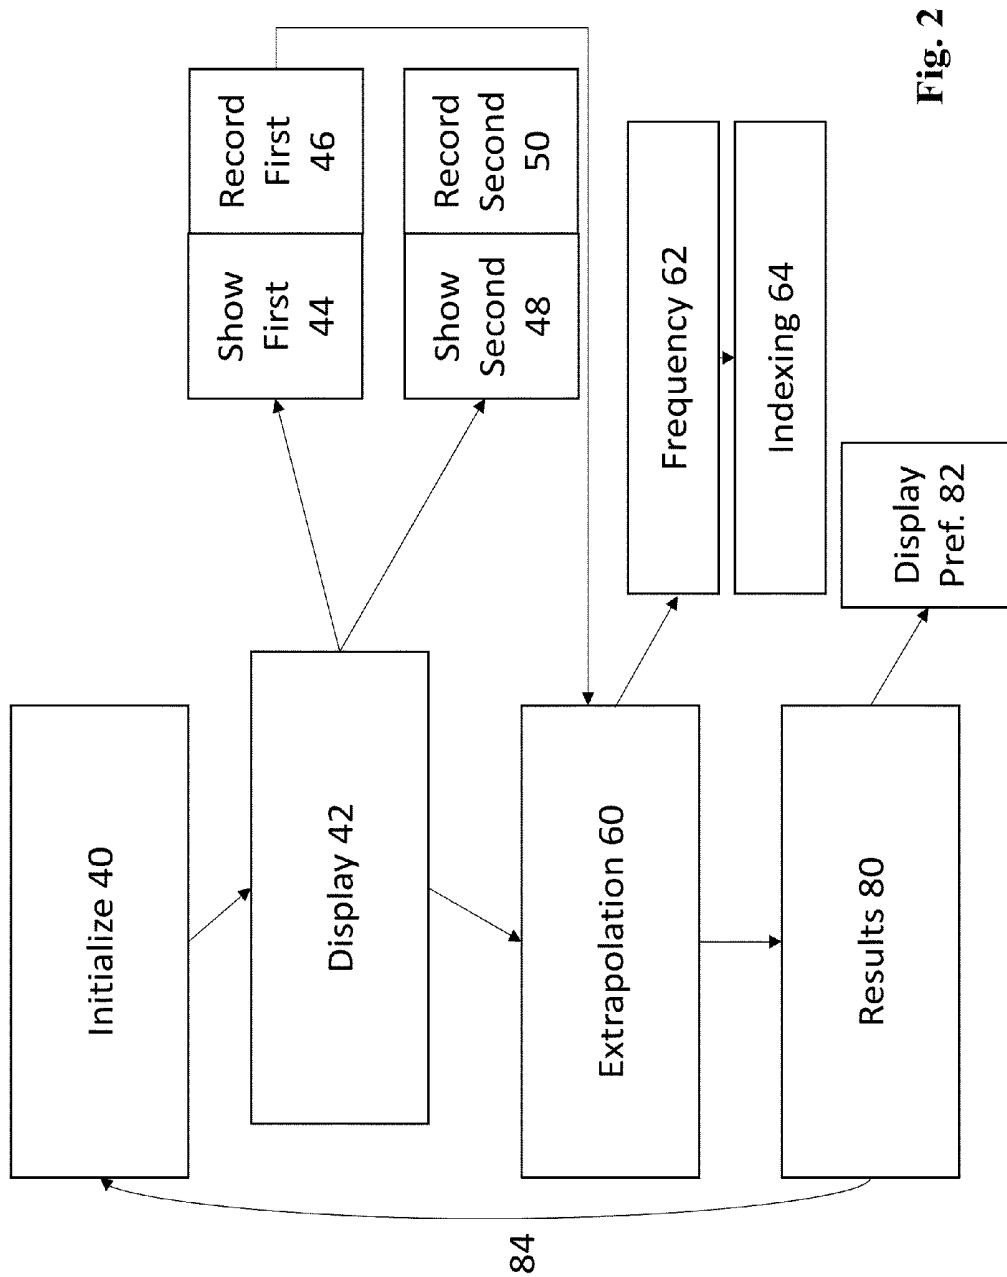 Initialize 40
Display 42
Show
First
44
Record
First
46
Show
Second
48
Record
Second
50
Extrapolation 60
Frequency 62
Indexing 64
Results 80
Display
Pref. 82
84
Fig. 2